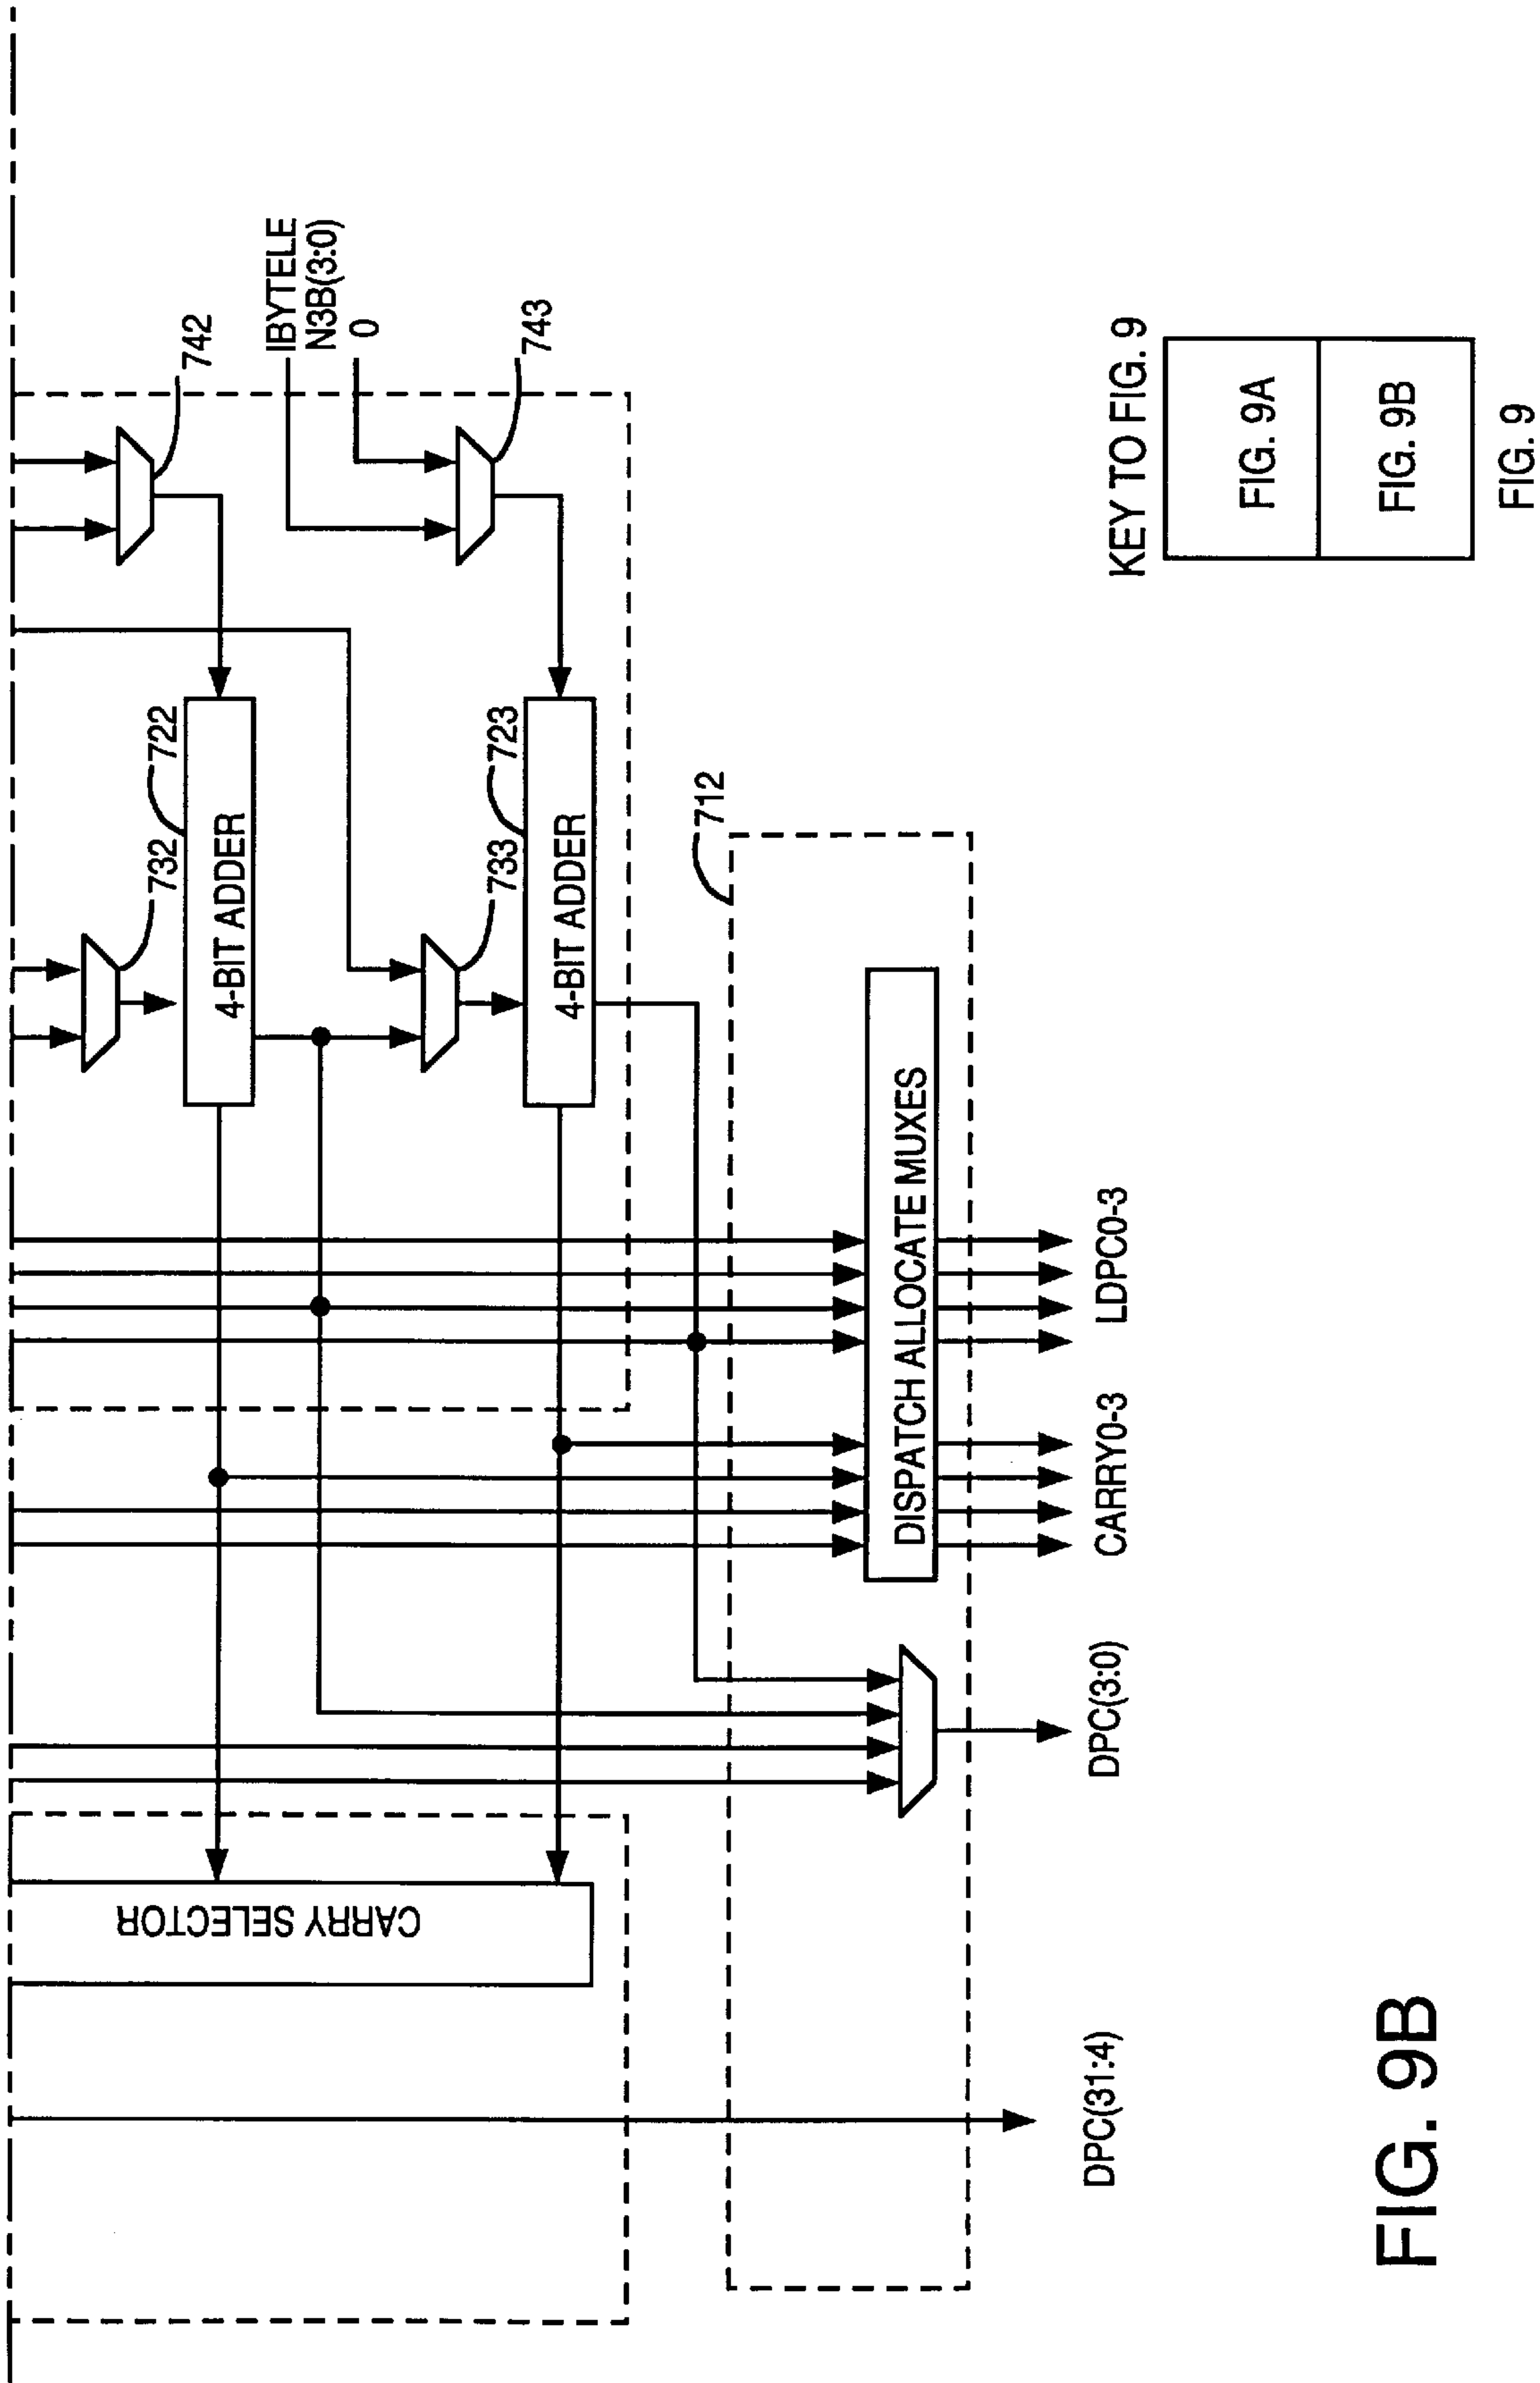 742
IBYTELE
N3B(3:0)
0
743
732
722
4-BIT ADDER
733
723
4-BIT ADDER
712
CARRY SELECTOR
DISPATCH ALLOCATE MUXES
DPC(31:4)
DPC(3:0)
CARRY0-3
LDPC0-3
KEY TO FIG. 9
FIG. 9A
FIG. 9B
FIG. 9
FIG. 9B